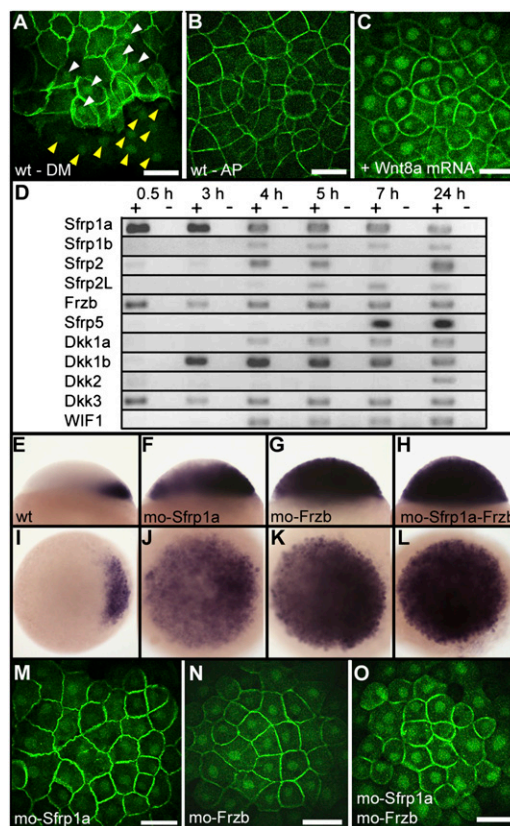 A B C
wt - DM wt - AP + Wnt8a mRNA
D 0.5 h 3 h 4 h 5 h 7 h 24 h
+ - + - + - + - + - + -
Sfrp1a
Sfrp1b
Sfrp2
Sfrp2L
Frzb
Sfrp5
Dkk1a
Dkk1b
Dkk2
Dkk3
WIF1
E F G H
wt mo-Sfrp1a mo-Frzb mo-Sfrp1a-Frzb
I J K L
M N O
mo-Sfrp1a mo-Frzb mo-Sfrp1a
mo-Frzb